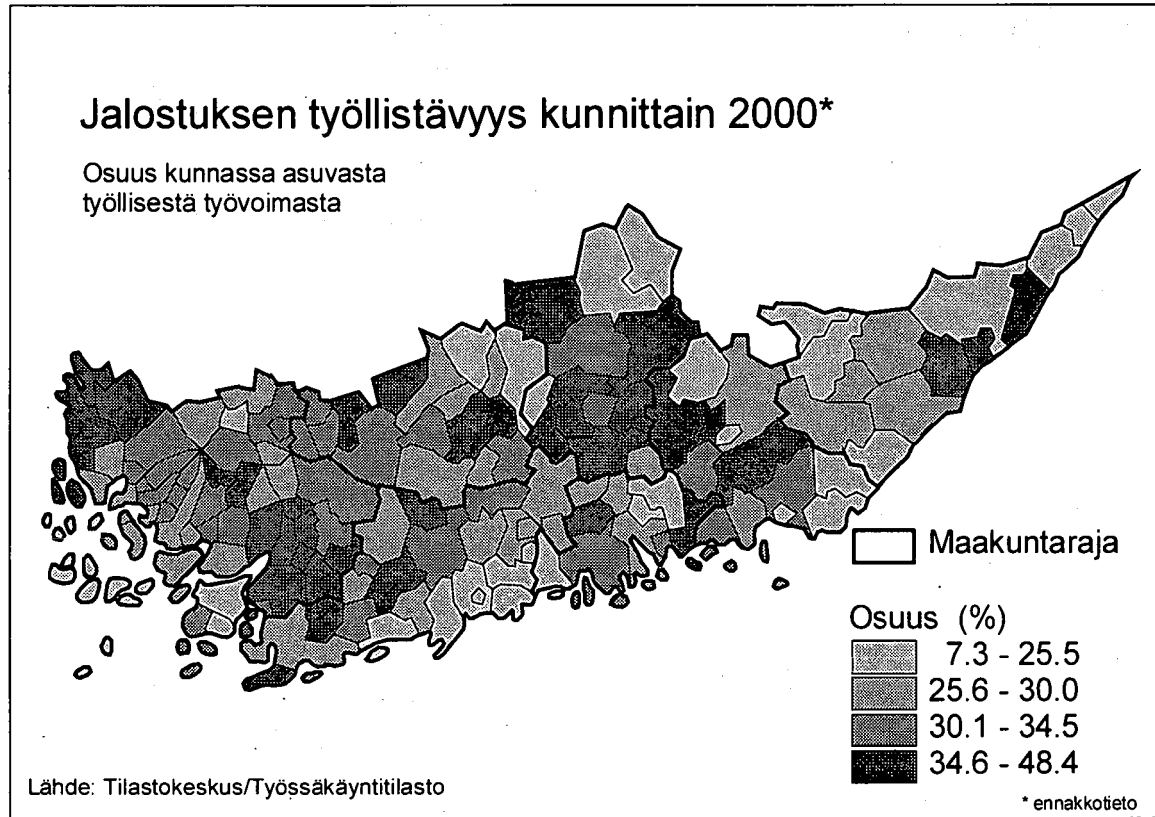 Jalostuksen työllistävyys kunnittain 2000*
Osuus kunnassa asuvasta
työllisestä työvoimasta
Maakuntaraja
Osuus (%)
7.3 - 25.5
25.6 - 30.0
30.1 - 34.5
34.6 - 48.4
Lähde: Tilastokeskus/Työssäkäyntitilasto
* ennakkotieto